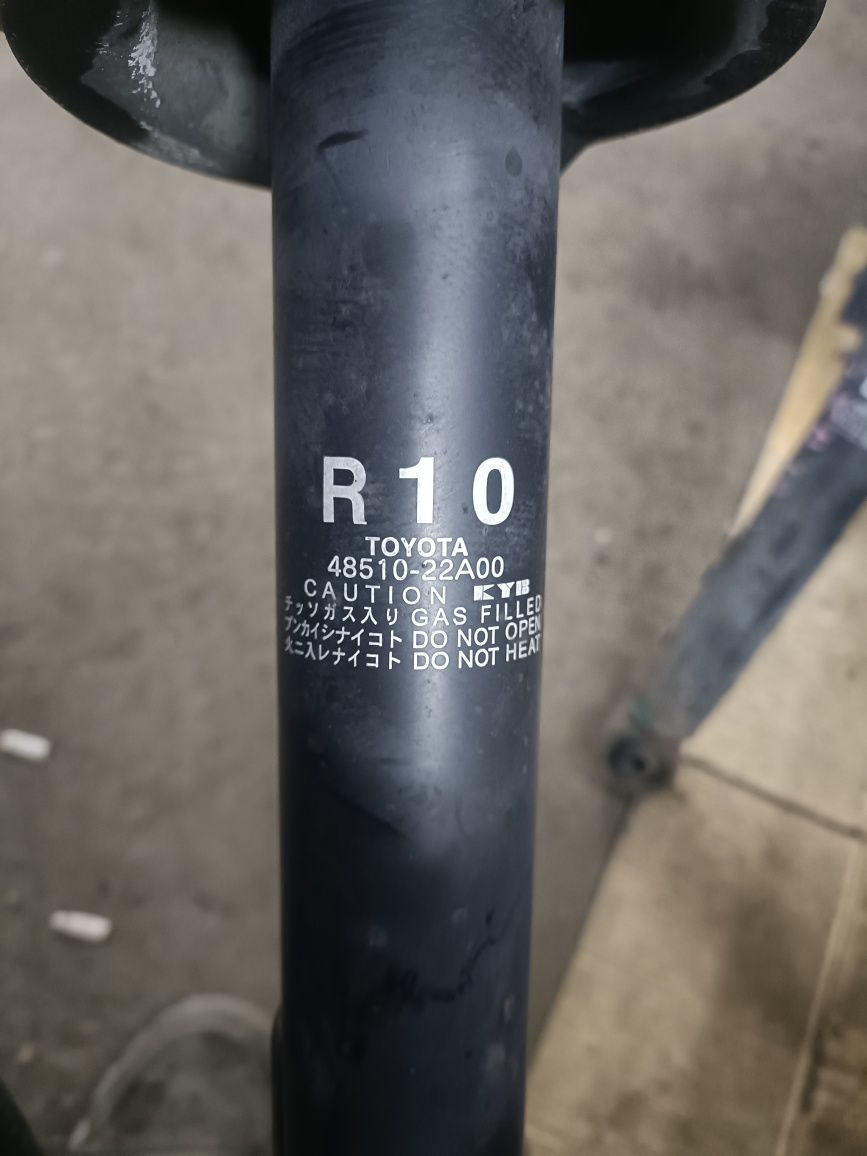 R10
TOYOTA
48510-22A00
CAUTION KYB
チッソガス入り GAS FILLED
ブンカイシナイコト DO NOT OPEN
火ニ入レナイコト DO NOT HEAT